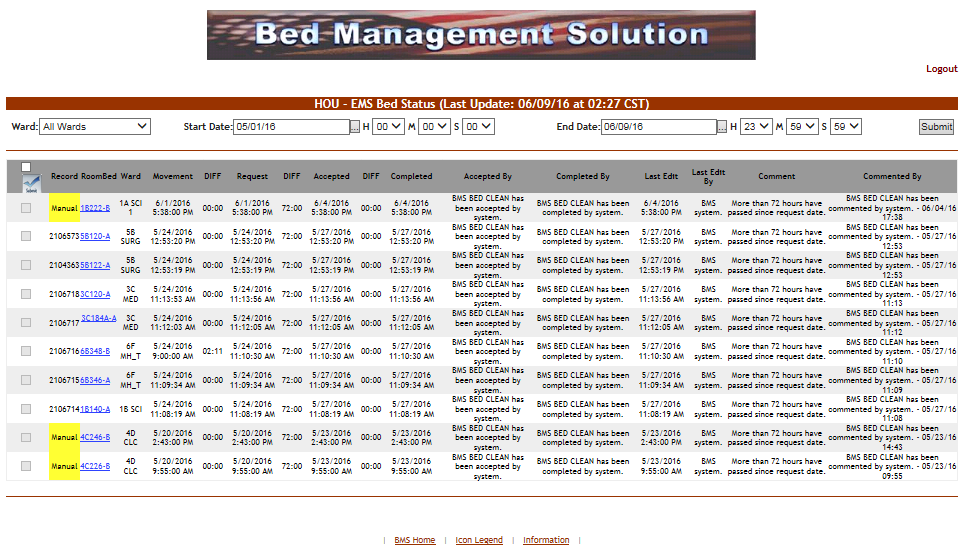 Bed Management Solution
Logout
HOU - EMS Bed Status (Last Update: 06/09/16 at 02:27 CST)
Ward: All Wards Start Date: 05/01/16 ... H 00 M 00 S 00 End Date: 06/09/16 ... H 23 M 59 S 59 Submit
Submit Record RoomBed Ward Movement DIFF Request DIFF Accepted DIFF Completed Accepted By Completed By Last Edit Last Edit By Comment Commented By
Manual 1B222-B 1A SCI 1 6/1/2016 5:38:00 PM 00:00 6/1/2016 5:38:00 PM 72:00 6/4/2016 5:38:00 PM 00:00 6/4/2016 5:38:00 PM BMS BED CLEAN has been accepted by system. BMS BED CLEAN has been completed by system. 6/4/2016 5:38:00 PM BMS system. More than 72 hours have passed since request date. BMS BED CLEAN has been commented by system. - 06/04/16 17:38
2106573 5B120-A 5B SURG 5/24/2016 12:53:20 PM 00:00 5/24/2016 12:53:20 PM 72:00 5/27/2016 12:53:20 PM 00:00 5/27/2016 12:53:20 PM BMS BED CLEAN has been accepted by system. BMS BED CLEAN has been completed by system. 5/27/2016 12:53:20 PM BMS system. More than 72 hours have passed since request date. BMS BED CLEAN has been commented by system. - 05/27/16 12:53
2104363 5B122-A 5B SURG 5/24/2016 12:53:19 PM 00:00 5/24/2016 12:53:19 PM 72:00 5/27/2016 12:53:19 PM 00:00 5/27/2016 12:53:19 PM BMS BED CLEAN has been accepted by system. BMS BED CLEAN has been completed by system. 5/27/2016 12:53:19 PM BMS system. More than 72 hours have passed since request date. BMS BED CLEAN has been commented by system. - 05/27/16 12:53
2106718 3C120-A 3C MED 5/24/2016 11:13:53 AM 00:00 5/24/2016 11:13:56 AM 72:00 5/27/2016 11:13:56 AM 00:00 5/27/2016 11:13:56 AM BMS BED CLEAN has been accepted by system. BMS BED CLEAN has been completed by system. 5/27/2016 11:13:56 AM BMS system. More than 72 hours have passed since request date. BMS BED CLEAN has been commented by system. - 05/27/16 11:13
2106717 3C184A-A 3C MED 5/24/2016 11:12:03 AM 00:00 5/24/2016 11:12:05 AM 72:00 5/27/2016 11:12:05 AM 00:00 5/27/2016 11:12:05 AM BMS BED CLEAN has been accepted by system. BMS BED CLEAN has been completed by system. 5/27/2016 11:12:05 AM BMS system. More than 72 hours have passed since request date. BMS BED CLEAN has been commented by system. - 05/27/16 11:12
2106716 6B348-B 6F MH_T 5/24/2016 9:00:00 AM 02:11 5/24/2016 11:10:30 AM 72:00 5/27/2016 11:10:30 AM 00:00 5/27/2016 11:10:30 AM BMS BED CLEAN has been accepted by system. BMS BED CLEAN has been completed by system. 5/27/2016 11:10:30 AM BMS system. More than 72 hours have passed since request date. BMS BED CLEAN has been commented by system. - 05/27/16 11:10
2106715 6B346-A 6F MH_T 5/24/2016 11:09:34 AM 00:00 5/24/2016 11:09:34 AM 72:00 5/27/2016 11:09:34 AM 00:00 5/27/2016 11:09:34 AM BMS BED CLEAN has been accepted by system. BMS BED CLEAN has been completed by system. 5/27/2016 11:09:34 AM BMS system. More than 72 hours have passed since request date. BMS BED CLEAN has been commented by system. - 05/27/16 11:09
2106714 1B140-A 1B SCI 5/24/2016 11:08:19 AM 00:00 5/24/2016 11:08:19 AM 72:00 5/27/2016 11:08:19 AM 00:00 5/27/2016 11:08:19 AM BMS BED CLEAN has been accepted by system. BMS BED CLEAN has been completed by system. 5/27/2016 11:08:19 AM BMS system. More than 72 hours have passed since request date. BMS BED CLEAN has been commented by system. - 05/27/16 11:08
Manual 4C246-B 4D CLC 5/20/2016 2:43:00 PM 00:00 5/20/2016 2:43:00 PM 72:00 5/23/2016 2:43:00 PM 00:00 5/23/2016 2:43:00 PM BMS BED CLEAN has been accepted by system. BMS BED CLEAN has been completed by system. 5/23/2016 2:43:00 PM BMS system. More than 72 hours have passed since request date. BMS BED CLEAN has been commented by system. - 05/23/16 14:43
Manual 4C226-B 4D CLC 5/20/2016 9:55:00 AM 00:00 5/20/2016 9:55:00 AM 72:00 5/23/2016 9:55:00 AM 00:00 5/23/2016 9:55:00 AM BMS BED CLEAN has been accepted by system. BMS BED CLEAN has been completed by system. 5/23/2016 9:55:00 AM BMS system. More than 72 hours have passed since request date. BMS BED CLEAN has been commented by system. - 05/23/16 09:55
| BMS Home | Icon Legend | Information |